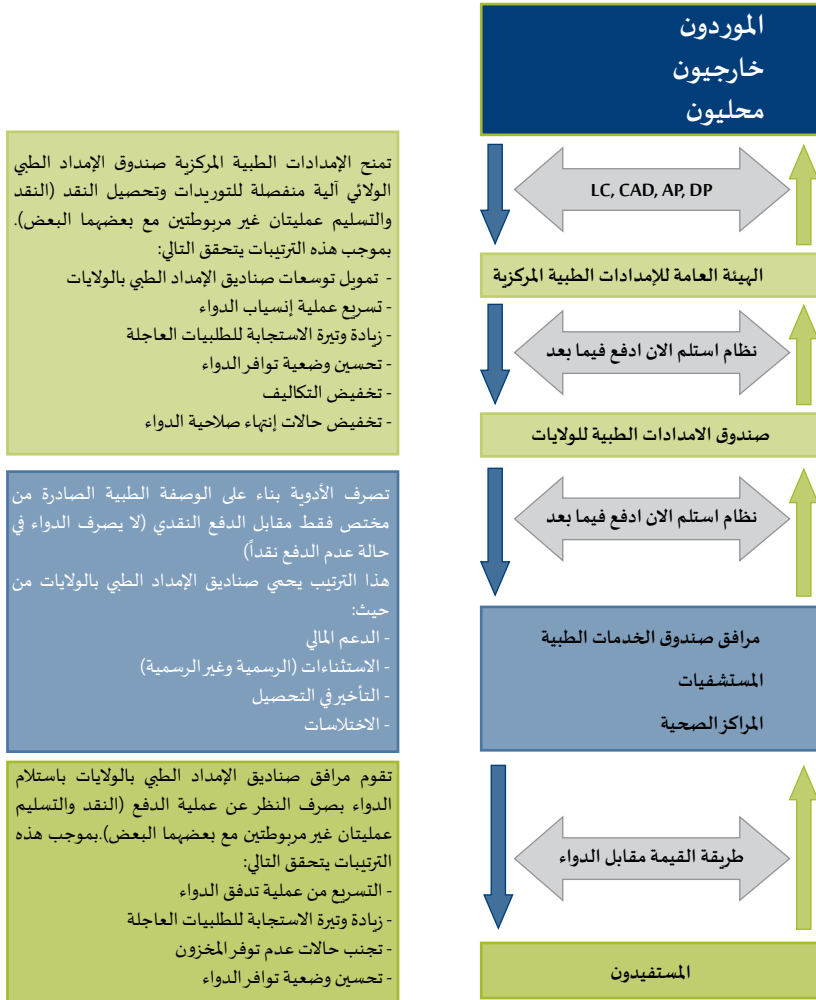 الموردون
خارجيون
محليون
LC, CAD, AP, DP
الهيئة العامة للإمدادات الطبية المركزية
نظام استلم الان ادفع فيما بعد
صندوق الامدادات الطبية للولايات
نظام استلم الان ادفع فيما بعد
مرافق صندوق الخدمات الطبية
المستشفيات
المراكز الصحية
طريقة القيمة مقابل الدواء
المستفيدون
تمنح الإمدادات الطبية المركزية صندوق الإمداد الطبي
الولائي آلية منفصلة للتوريدات وتحصيل النقد (النقد
والتسليم عمليتان غير مربوطتين مع بعضهما البعض).
بموجب هذه الترتيبات يتحقق التالي:
- تمويل توسعات صناديق الإمداد الطبي بالولايات
- تسريع عملية إنسياب الدواء
- زيادة وتيرة الاستجابة للطلبيات العاجلة
- تحسين وضعية توافر الدواء
- تخفيض التكاليف
- تخفيض حالات إنتهاء صلاحية الدواء
تصرف الأدوية بناء على الوصفة الطبية الصادرة من
مختص فقط مقابل الدفع النقدي (لا يصرف الدواء في
حالة عدم الدفع نقداً)
هذا الترتيب يحمي صناديق الإمداد الطبي بالولايات من
حيث:
- الدعم المالي
- الاستثناءات (الرسمية وغير الرسمية)
- التأخير في التحصيل
- الاختلاسات
تقوم مرافق صناديق الإمداد الطبي بالولايات باستلام
الدواء بصرف النظر عن عملية الدفع (النقد والتسليم
عمليتان غير مربوطتين مع بعضهما البعض).بموجب هذه
الترتيبات يتحقق التالي:
- التسريع من عملية تدفق الدواء
- زيادة وتيرة الاستجابة للطلبيات العاجلة
- تجنب حالات عدم توفر المخزون
- تحسين وضعية توافر الدواء